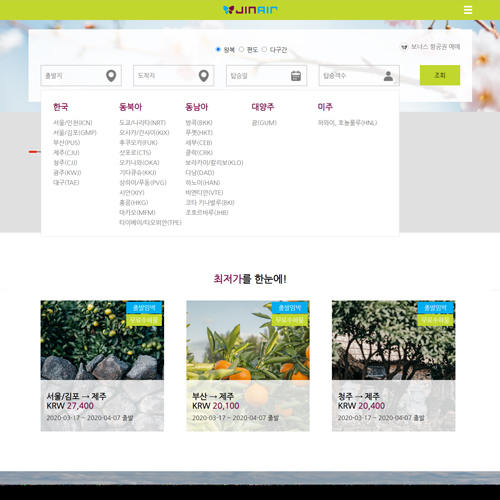 JINAIR
왕복 편도 다구간
보너스 항공권 예매
출발지 도착지 탑승일 탑승객수 조회
한국
서울/인천(ICN)
서울/김포(GMP)
부산(PUS)
제주(CJU)
청주(CJJ)
광주(KWJ)
대구(TAE)
동북아
도쿄/나리타(NRT)
오사카/간사이(KIX)
후쿠오카(FUK)
삿포로(CTS)
오키나와(OKA)
기타큐슈(KKJ)
상하이/푸동(PVG)
시안(XIY)
홍콩(HKG)
마카오(MFM)
타이베이/타오위안(TPE)
동남아
방콕(BKK)
푸켓(HKT)
세부(CEB)
클락(CRK)
보라카이/칼리보(KLO)
다낭(DAD)
하노이(HAN)
비엔티안(VTE)
코타 키나발루(BKI)
조호르바루(JHB)
대양주
괌(GUM)
미주
하와이, 호놀룰루(HNL)
최저가를 한눈에!
출발임박
무료수하물
서울/김포 → 제주
KRW 27,400
2020-03-17 ~ 2020-04-07 출발
출발임박
무료수하물
부산 → 제주
KRW 20,100
2020-03-17 ~ 2020-04-07 출발
출발임박
무료수하물
청주 → 제주
KRW 20,400
2020-03-17 ~ 2020-04-07 출발